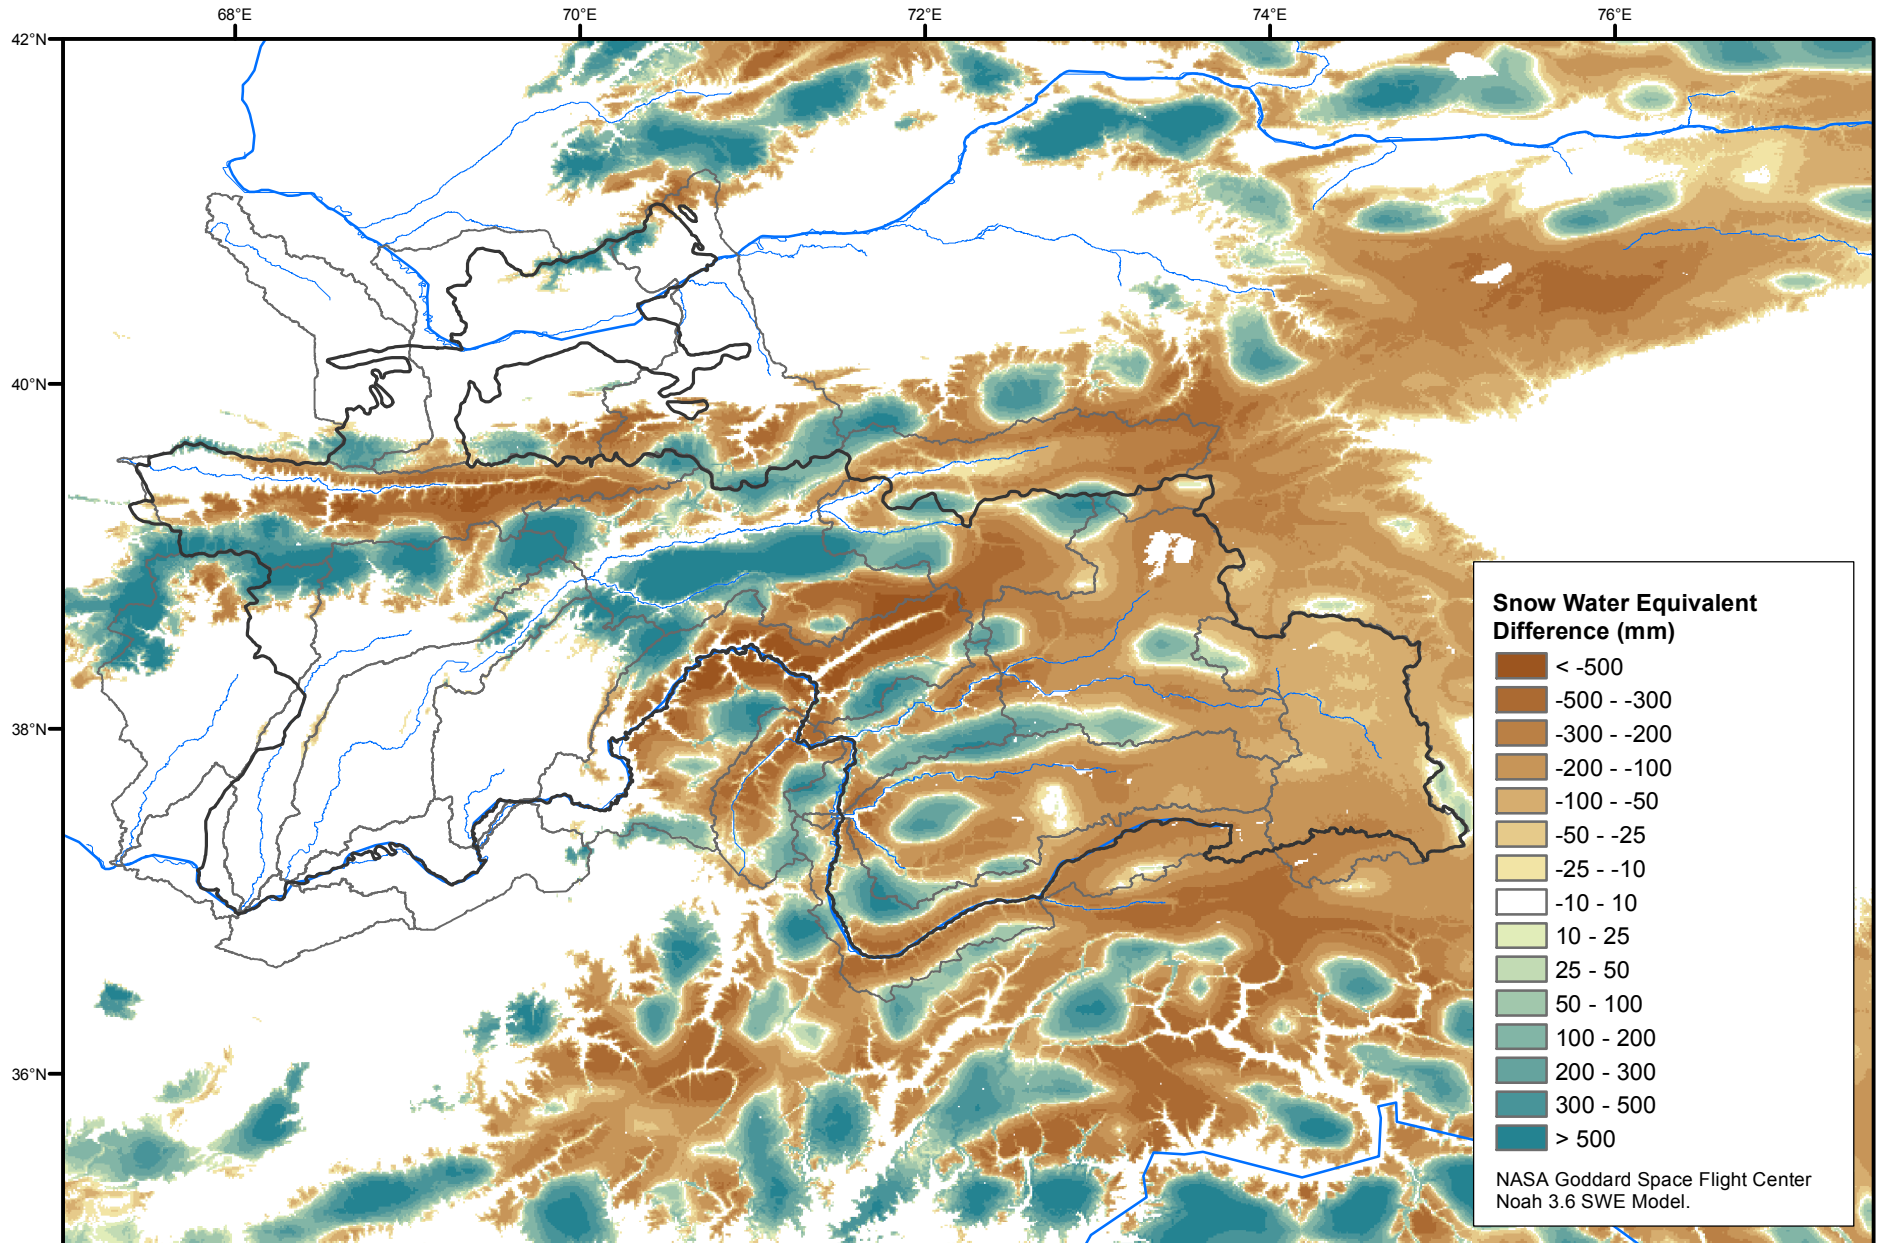 68°E 70°E 72°E 74°E 76°E
42°N
40°N
38°N
36°N
Snow Water Equivalent
Difference (mm)
< -500
-500 - -300
-300 - -200
-200 - -100
-100 - -50
-50 - -25
-25 - -10
-10 - 10
10 - 25
25 - 50
50 - 100
100 - 200
200 - 300
300 - 500
> 500
NASA Goddard Space Flight Center
Noah 3.6 SWE Model.